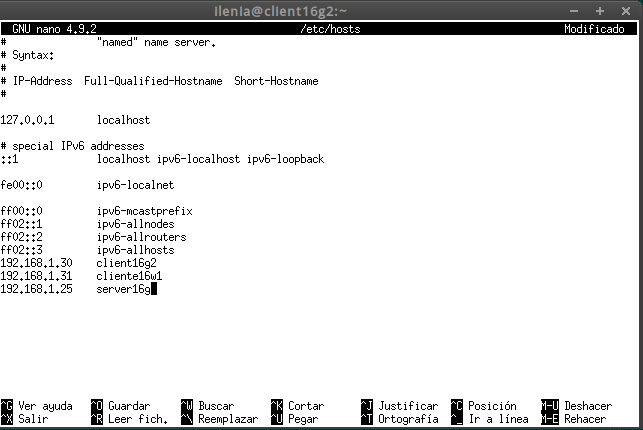 Ilenia@client16g2:~
GNU nano 4.9.2 /etc/hosts Modificado
# "named" name server.
# Syntax:
#
# IP-Address Full-Qualified-Hostname Short-Hostname
#
127.0.0.1 localhost
# special IPv6 addresses
::1 localhost ipv6-localhost ipv6-loopback
fe00::0 ipv6-localnet
ff00::0 ipv6-mcastprefix
ff02::1 ipv6-allnodes
ff02::2 ipv6-allrouters
ff02::3 ipv6-allhosts
192.168.1.30 client16g2
192.168.1.31 cliente16w1
192.168.1.25 server16g
^G Ver ayuda ^O Guardar ^W Buscar ^K Cortar ^J Justificar ^C Posición M-U Deshacer
^X Salir ^R Leer fich. ^\ Reemplazar ^U Pegar ^T Ortografía ^_ Ir a línea M-E Rehacer